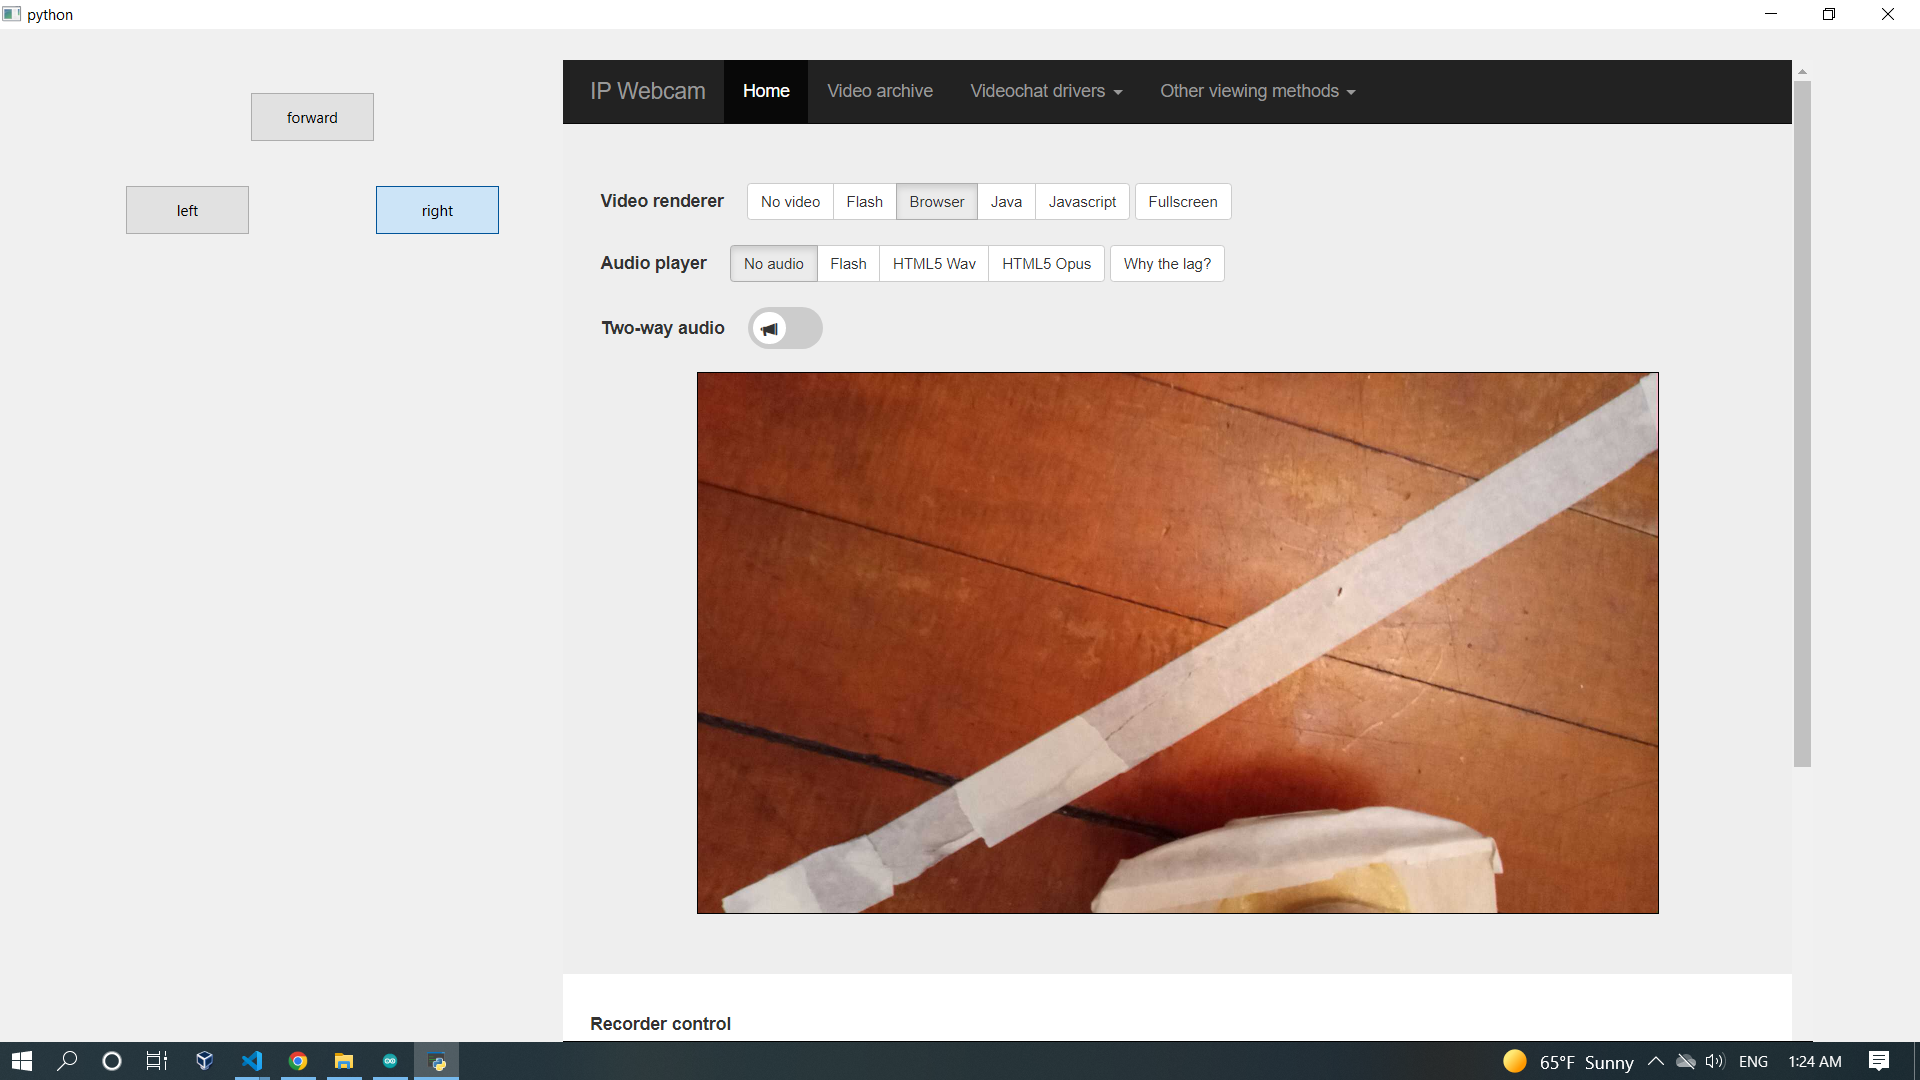 python
forward
left
right
IP Webcam Home Video archive Videochat drivers Other viewing methods
Video renderer No video Flash Browser Java Javascript Fullscreen
Audio player No audio Flash HTML5 Wav HTML5 Opus Why the lag?
Two-way audio
Recorder control
65°F Sunny ENG 1:24 AM